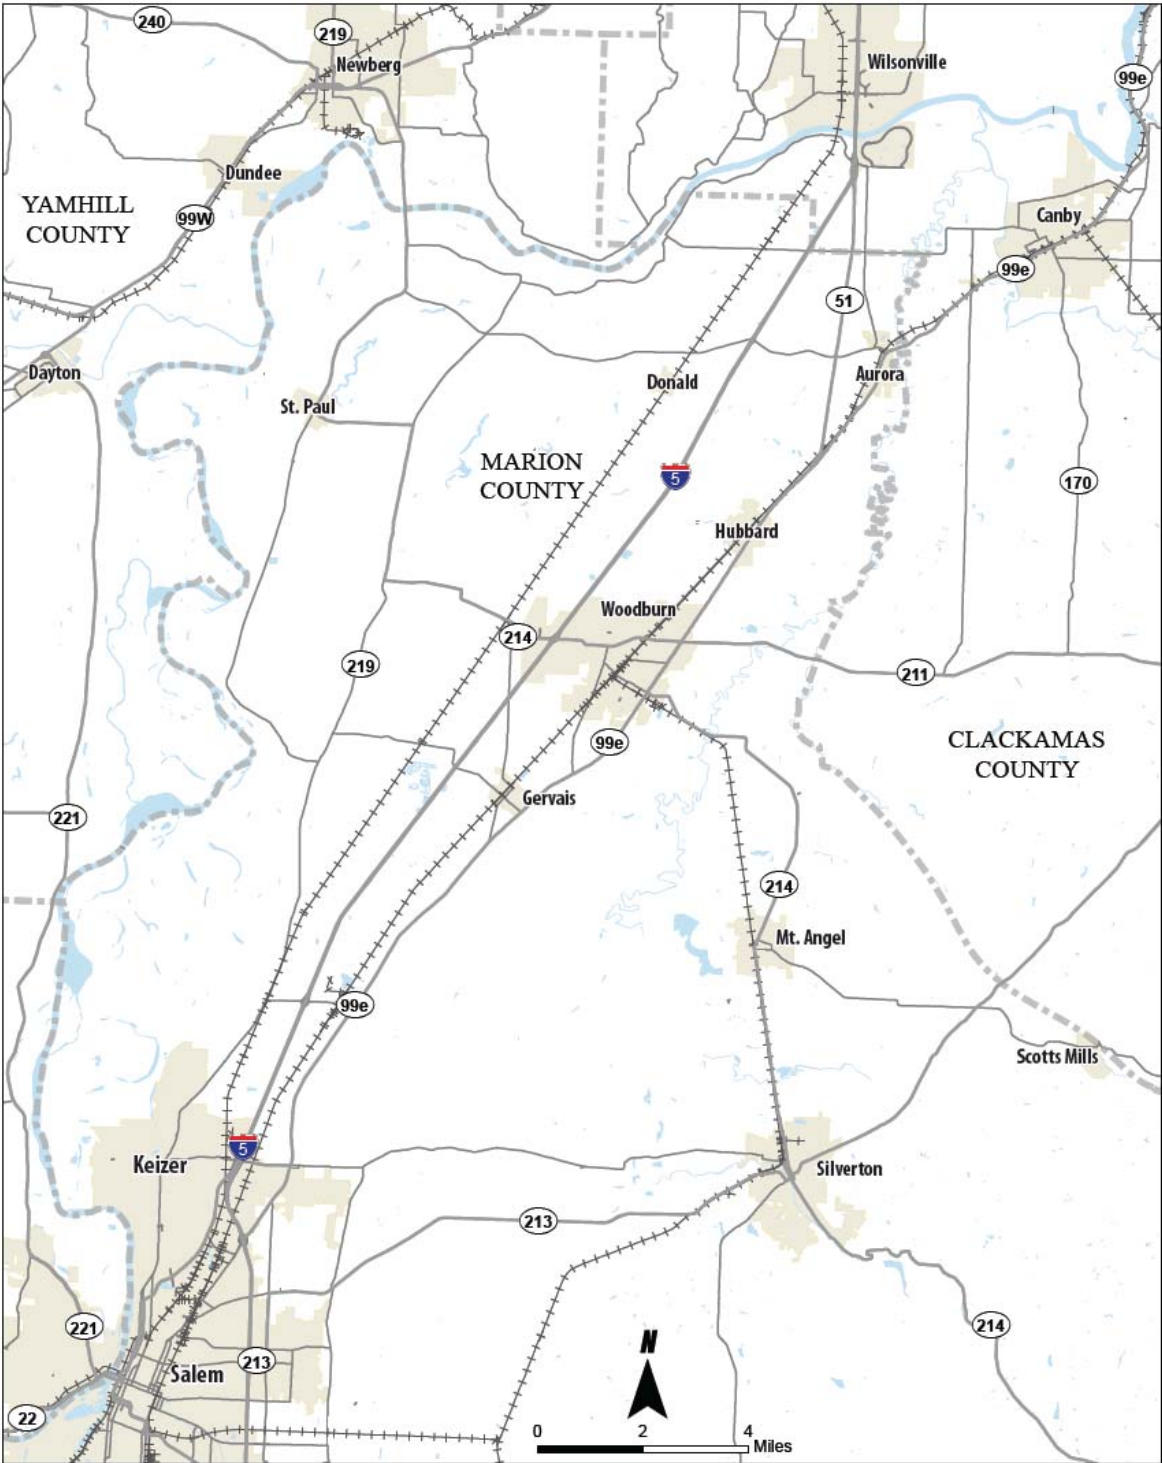 240
219
Newberg
Wilsonville
99e
Dundee
YAMHILL
COUNTY
99W
Canby
99e
51
Dayton
Donald
Aurora
St. Paul
MARION
COUNTY
5
170
Hubbard
Woodburn
214
219
211
99e
CLACKAMAS
COUNTY
Gervais
221
214
Mt. Angel
99e
Scotts Mills
5
Keizer
Silverton
213
221
214
213
Salem
22
N
0 2 4
Miles